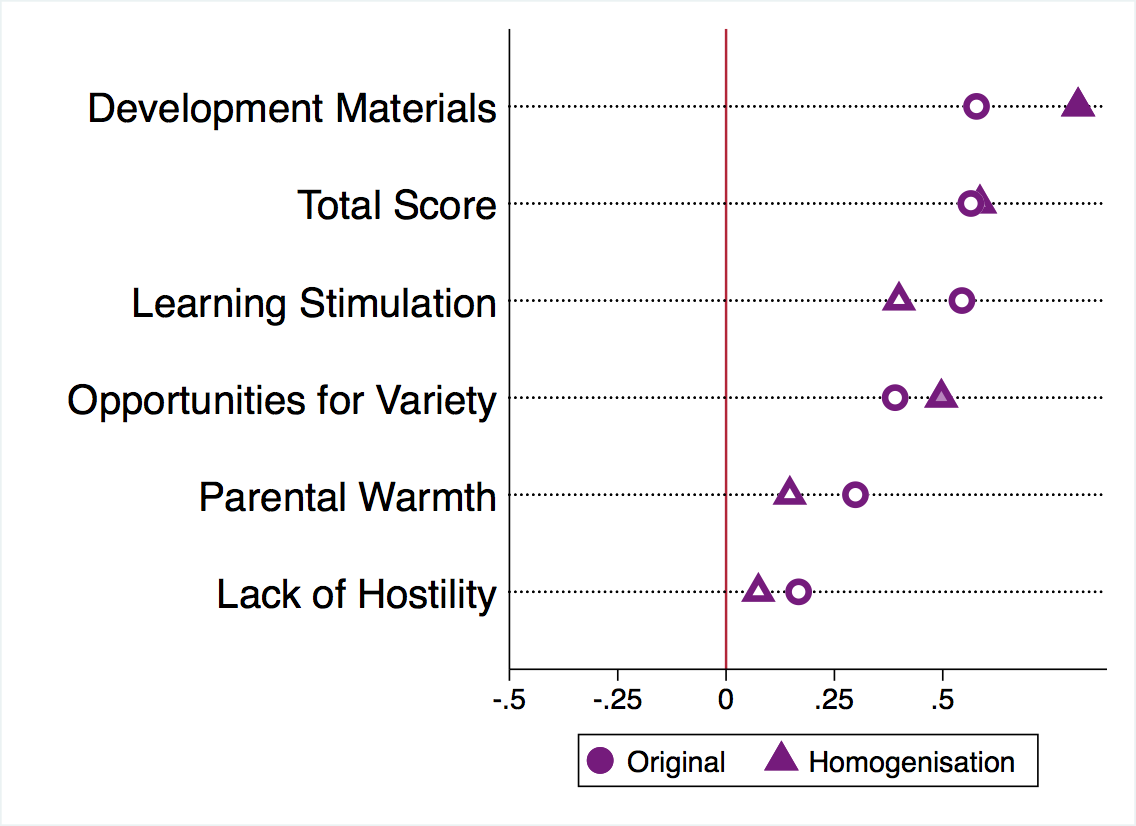 Development Materials
Total Score
Learning Stimulation
Opportunities for Variety
Parental Warmth
Lack of Hostility
-.5 -.25 0 .25 .5
Original Homogenisation